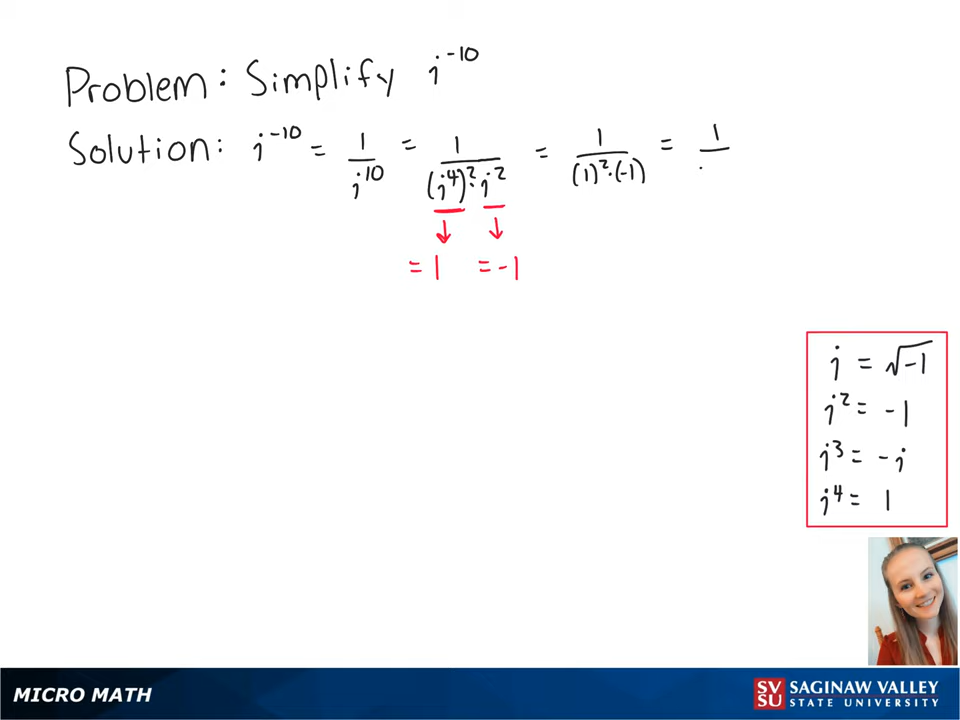 Problem: Simplify i^-10
Solution: i^-10 = 1/i^10 = 1/((i^4)^2·i^2) = 1/((1)^2·(-1)) = 1/
= 1 = -1
i = √-1
i^2 = -1
i^3 = -i
i^4 = 1
MICRO MATH
SV SU SAGINAW VALLEY
STATE UNIVERSITY